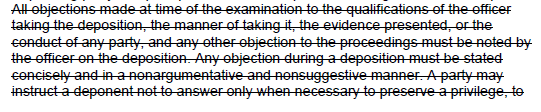 All objections made at time of the examination to the qualifications of the officer
taking the deposition, the manner of taking it, the evidence presented, or the
conduct of any party, and any other objection to the proceedings must be noted by
the officer on the deposition. Any objection during a deposition must be stated
concisely and in a nonargumentative and nonsuggestive manner. A party may
instruct a deponent not to answer only when necessary to preserve a privilege, to